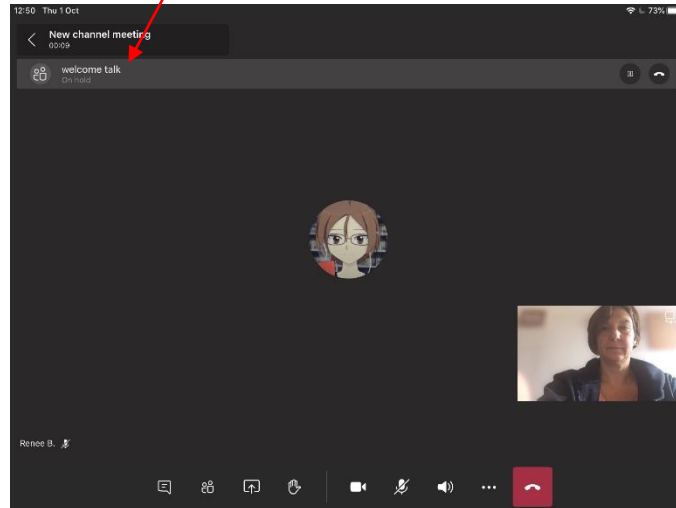 12:50 Thu 1 Oct
73%
New channel meeting
00:09
welcome talk
On hold
Renee B.